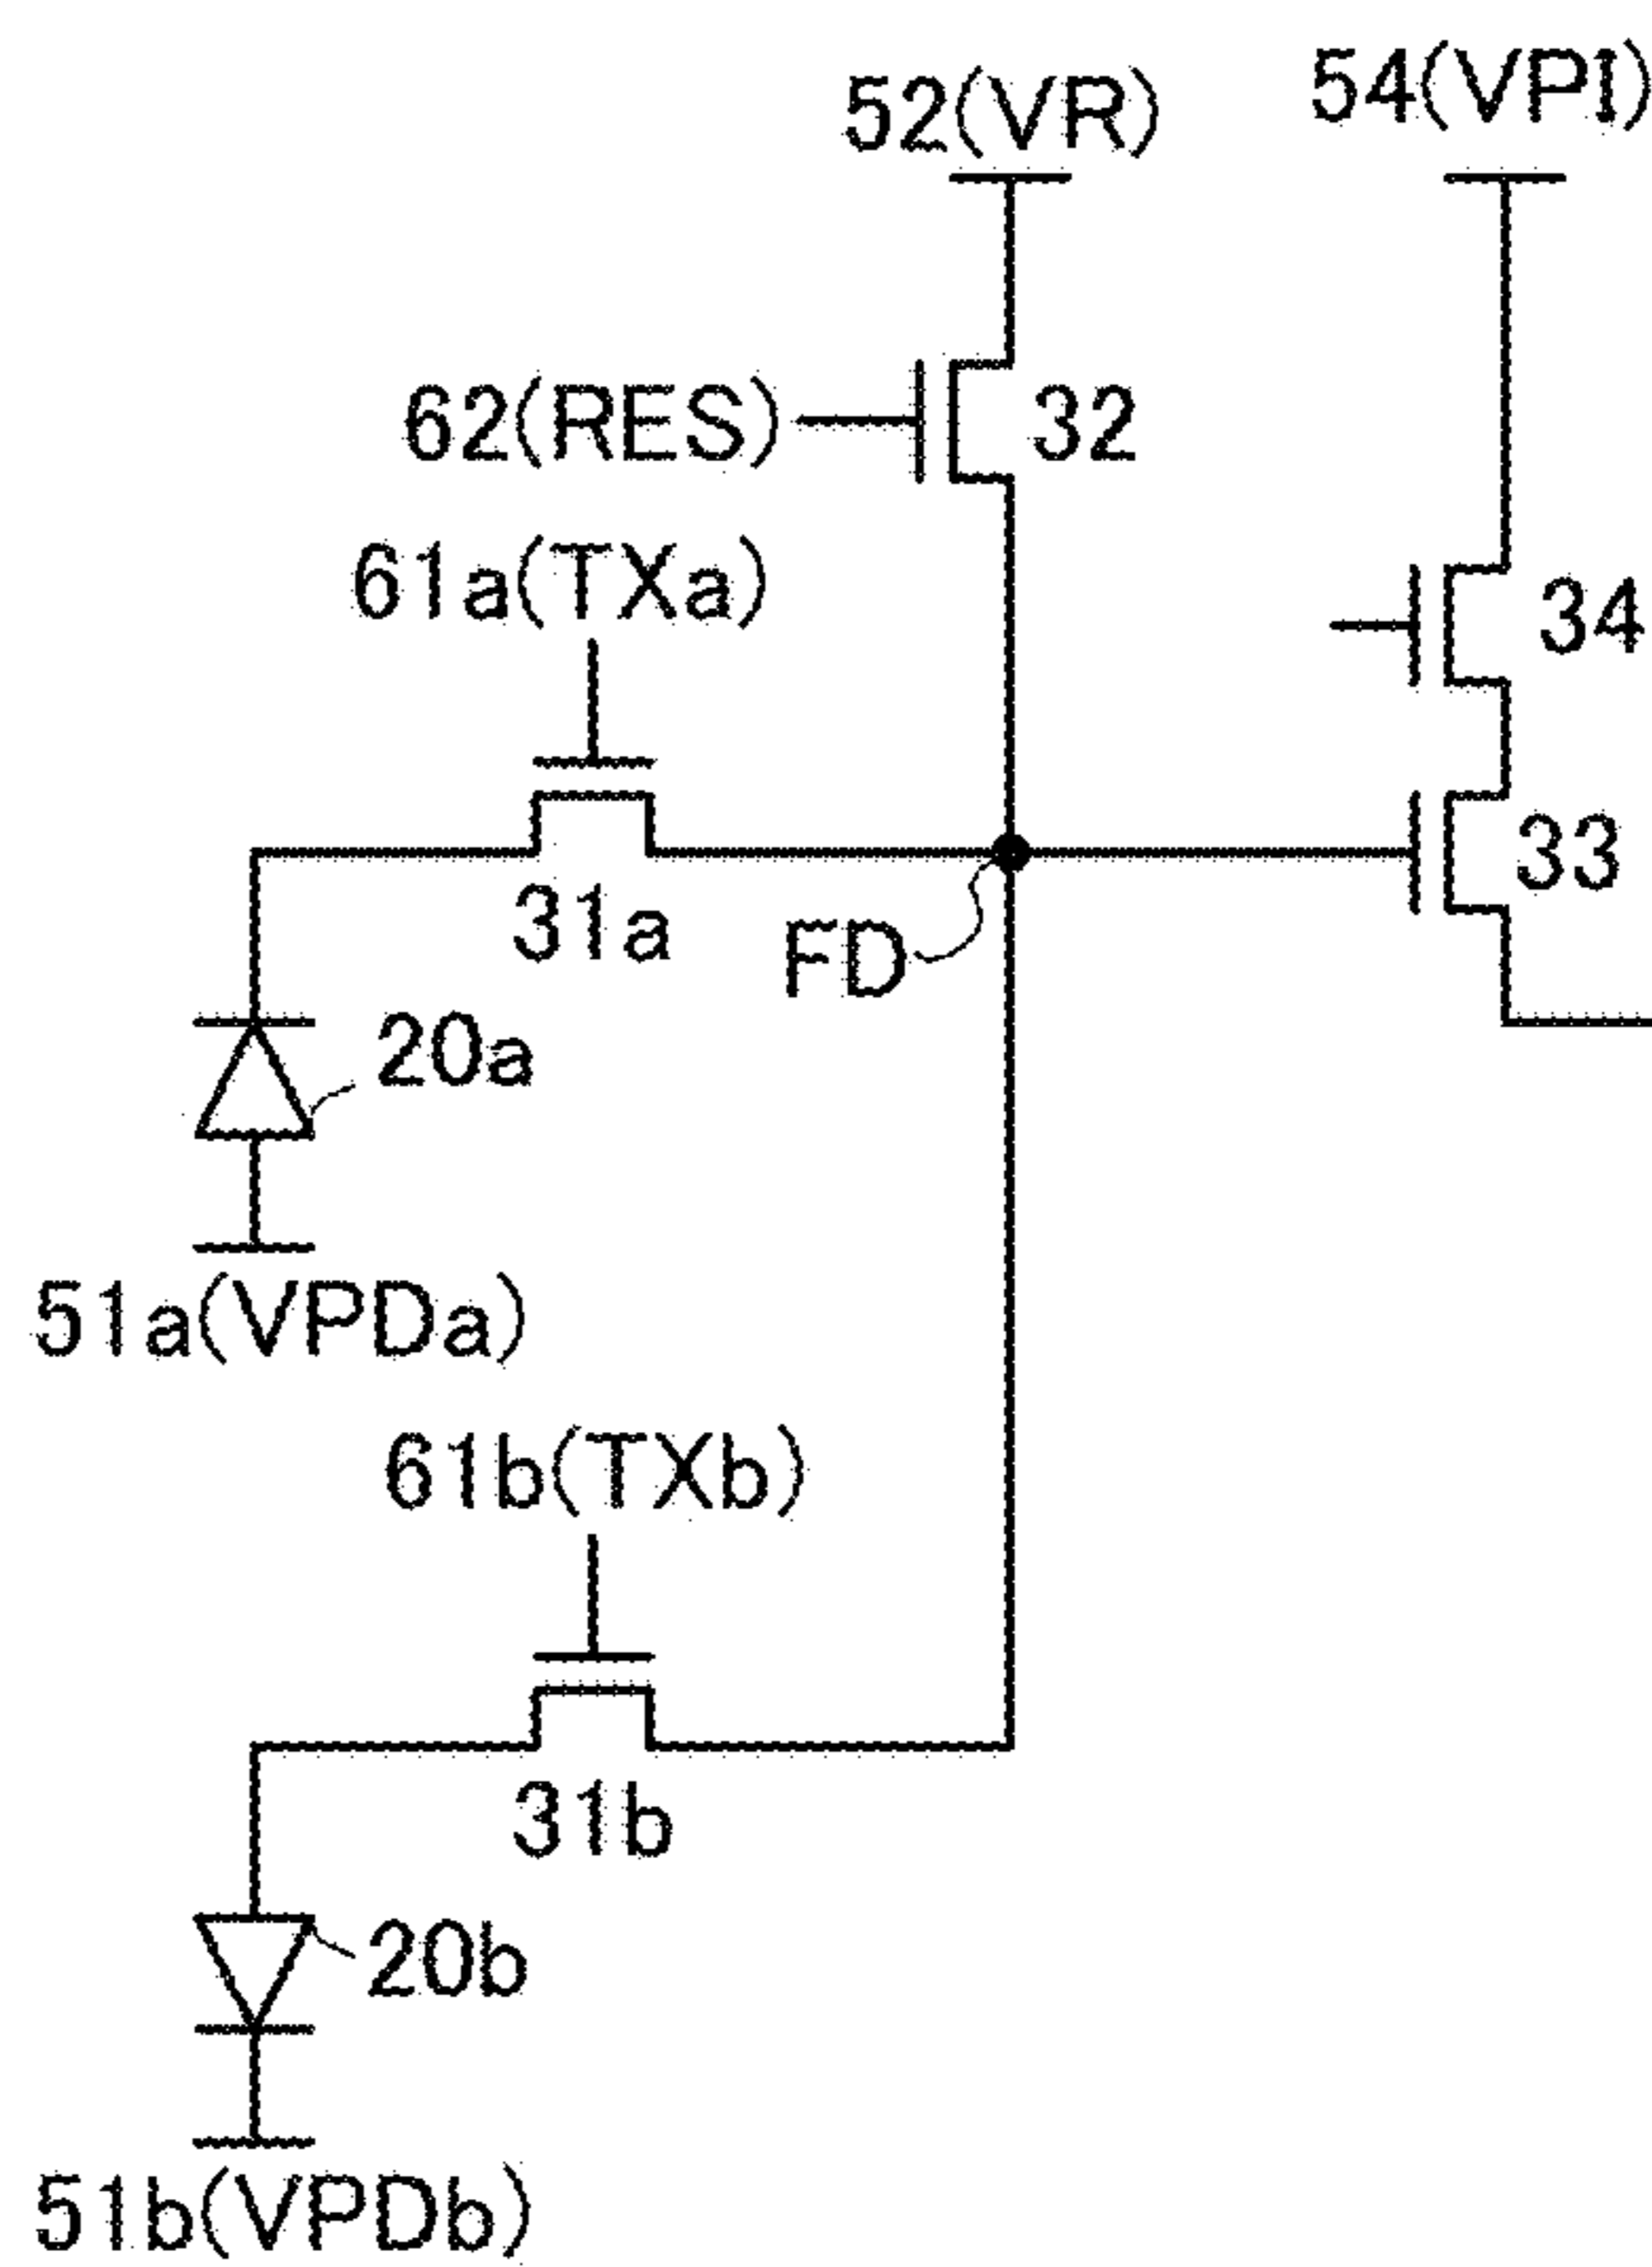 52(VR)
54(VPI)
62(RES)
32
61a(TXa)
34
33
31a
FD
20a
51a(VPDa)
61b(TXb)
31b
20b
51b(VPDb)